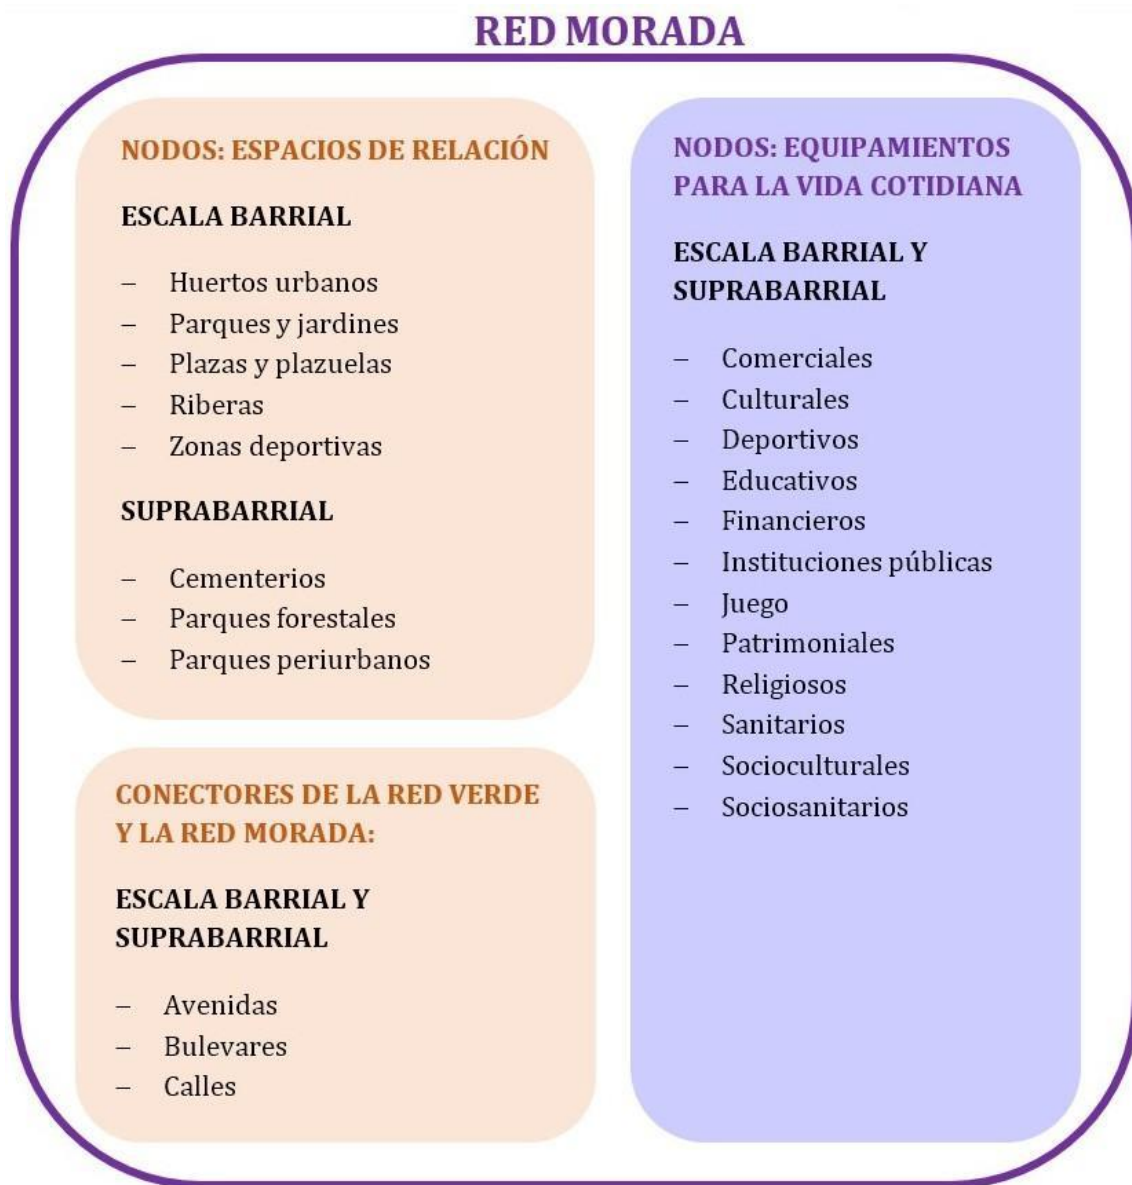 RED MORADA
NODOS: ESPACIOS DE RELACIÓN
ESCALA BARRIAL
– Huertos urbanos
– Parques y jardines
– Plazas y plazuelas
– Riberas
– Zonas deportivas
SUPRABARRIAL
– Cementerios
– Parques forestales
– Parques periurbanos
CONECTORES DE LA RED VERDE
Y LA RED MORADA:
ESCALA BARRIAL Y
SUPRABARRIAL
– Avenidas
– Bulevares
– Calles
NODOS: EQUIPAMIENTOS
PARA LA VIDA COTIDIANA
ESCALA BARRIAL Y
SUPRABARRIAL
– Comerciales
– Culturales
– Deportivos
– Educativos
– Financieros
– Instituciones públicas
– Juego
– Patrimoniales
– Religiosos
– Sanitarios
– Socioculturales
– Sociosanitarios